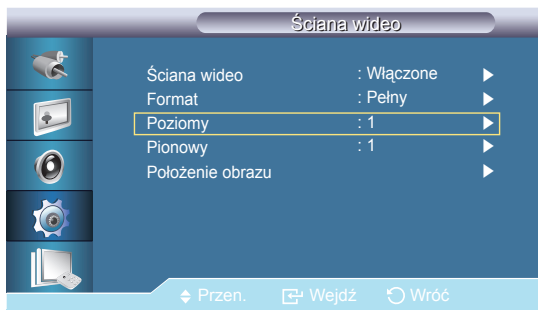 Ściana wideo
Ściana wideo : Włączone
Format : Pełny
Poziomy : 1
Pionowy : 1
Położenie obrazu
Przen. Wejdź Wróć